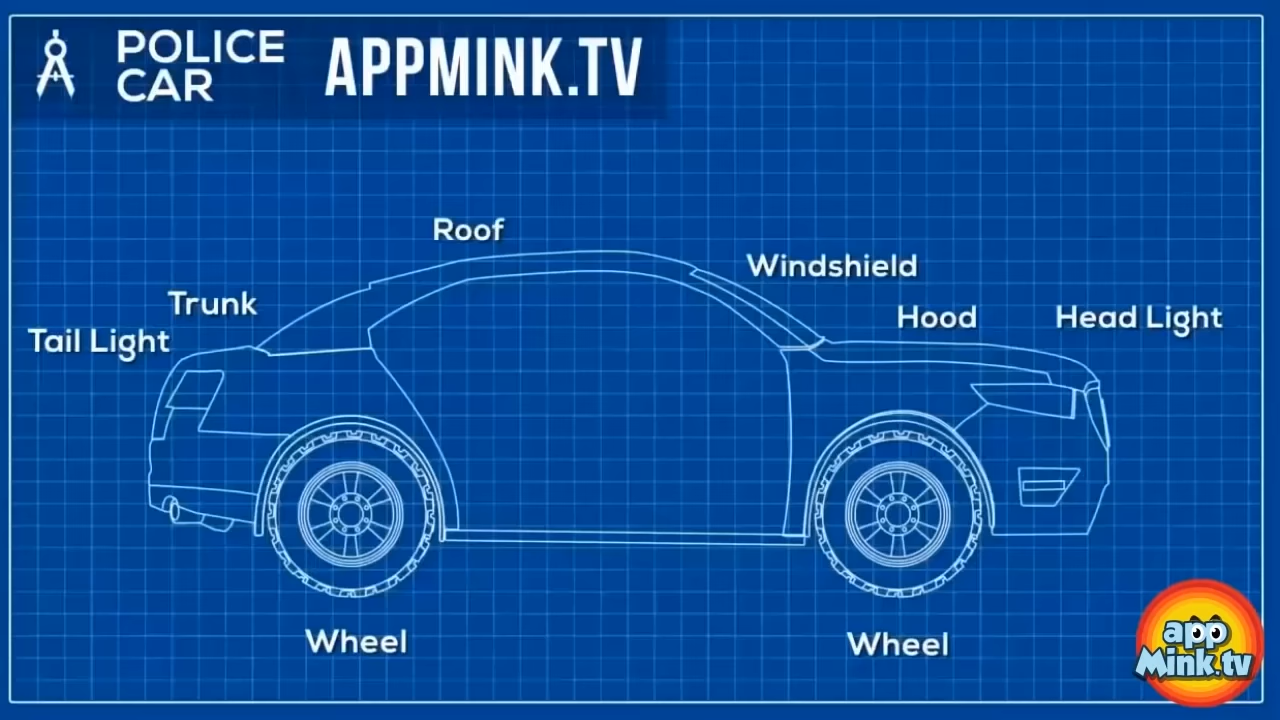 POLICE
CAR
APPMINK.TV
Roof
Windshield
Trunk
Hood
Head Light
Tail Light
Wheel
Wheel
app
Mink.tv